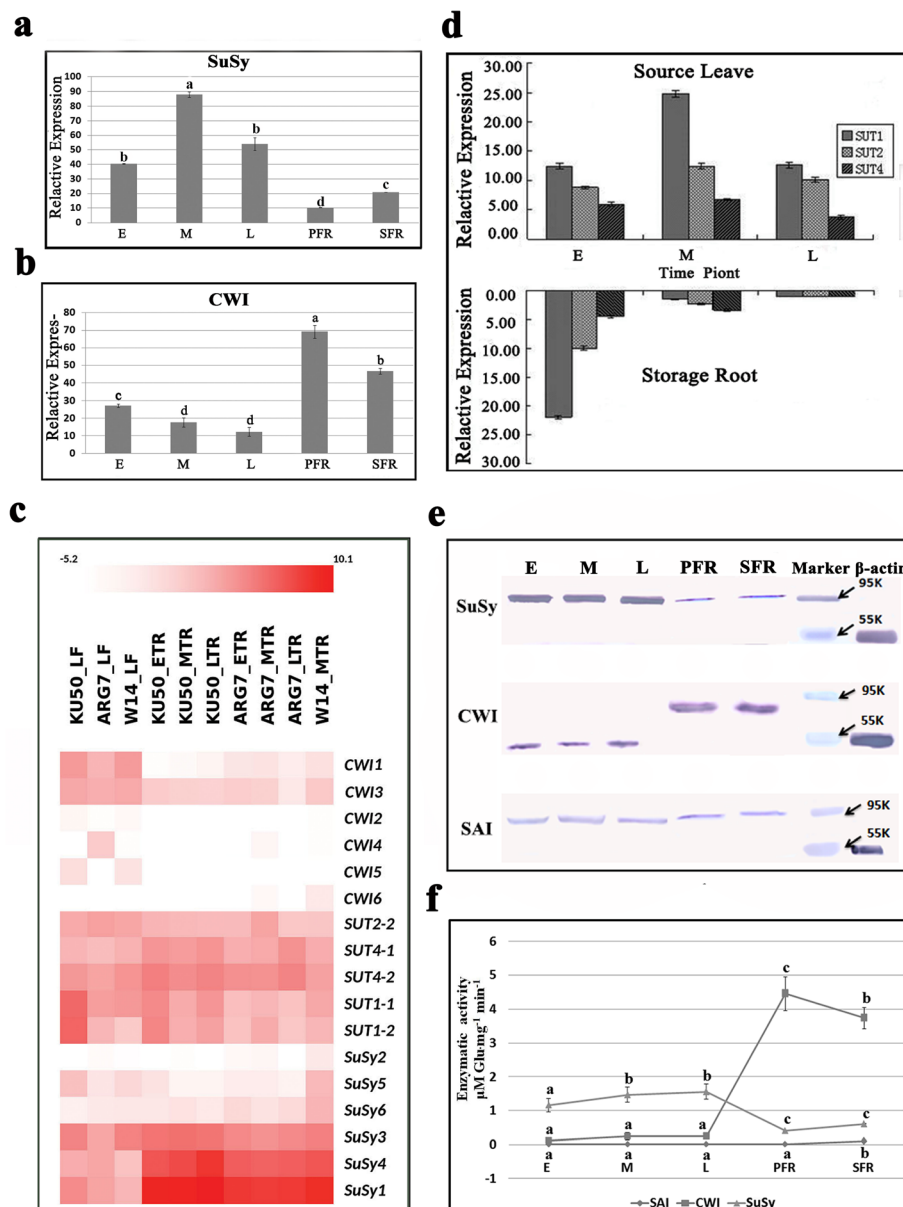 a
SuSy
Relactive Expression
100
90
80
70
60
50
40
30
20
10
0
b
a
b
d
c
E M L PFR SFR
b
CWI
Relactive Expres-
80
70
60
50
40
30
20
10
0
c
d
d
a
b
E M L PFR SFR
c
-5.2 10.1
KU50_LF
ARG7_LF
W14_LF
KU50_ETR
KU50_MTR
KU50_LTR
ARG7_ETR
ARG7_MTR
ARG7_LTR
W14_MTR
CWI1
CWI3
CWI2
CWI4
CWI5
CWI6
SUT2-2
SUT4-1
SUT4-2
SUT1-1
SUT1-2
SuSy2
SuSy5
SuSy6
SuSy3
SuSy4
SuSy1
d
Source Leave
Relactive Expression
30.00
25.00
20.00
15.00
10.00
5.00
0.00
SUT1
SUT2
SUT4
E M L
Time Piont
Relactive Expression
0.00
5.00
10.00
15.00
20.00
25.00
30.00
Storage Root
e
E M L PFR SFR Marker β-actin
SuSy
95K
55K
CWI
95K
55K
SAI
95K
55K
f
Enzymatic activity
μM Glu·mg-1 min-1
6
5
4
3
2
1
0
-1
a b b c c
a a a c b
a a a a b
E M L PFR SFR
SAI CWI SuSy